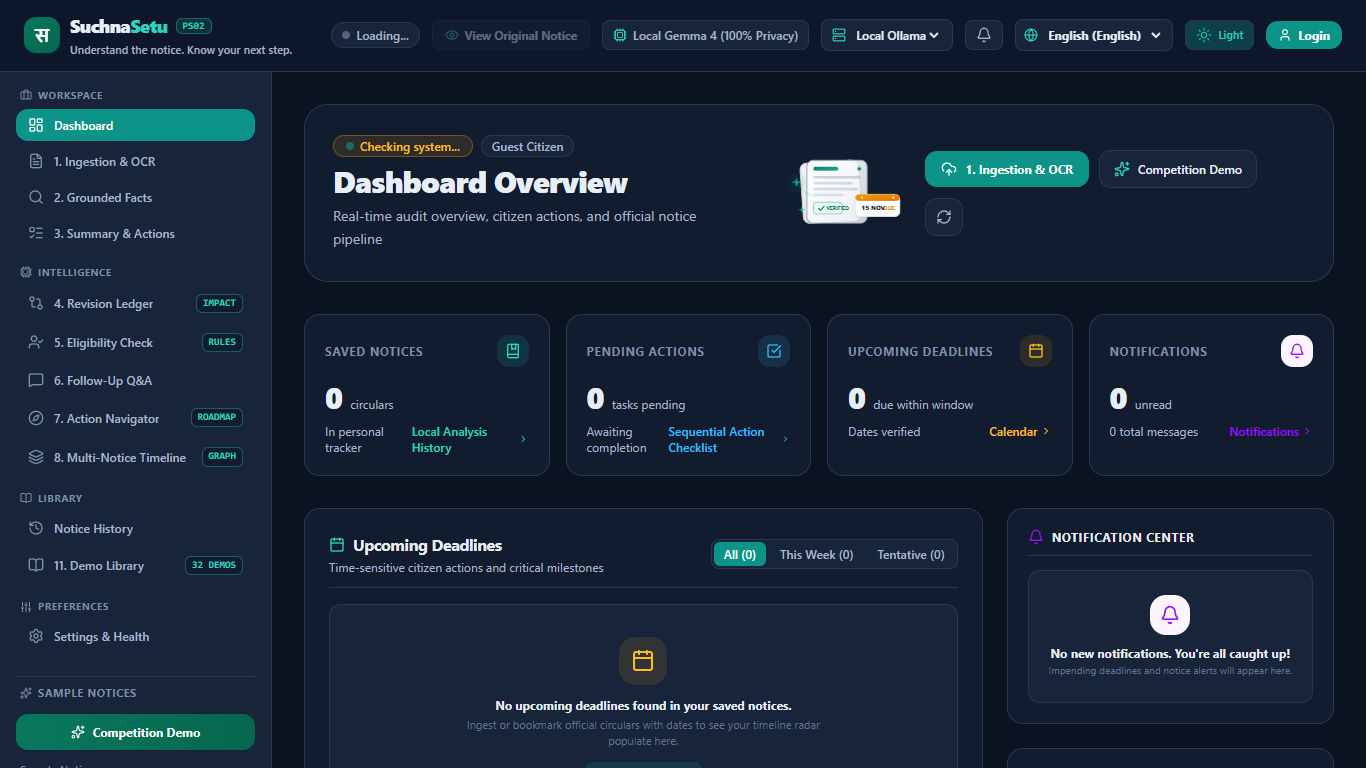 स
SuchnaSetu
PS02
Understand the notice. Know your next step.
Loading...
View Original Notice
Local Gemma 4 (100% Privacy)
Local Ollama
English (English)
Light
Login
WORKSPACE
Dashboard
1. Ingestion & OCR
2. Grounded Facts
3. Summary & Actions
INTELLIGENCE
4. Revision Ledger
IMPACT
5. Eligibility Check
RULES
6. Follow-Up Q&A
7. Action Navigator
ROADMAP
8. Multi-Notice Timeline
GRAPH
LIBRARY
Notice History
11. Demo Library
32 DEMOS
PREFERENCES
Settings & Health
SAMPLE NOTICES
Competition Demo
Checking system...
Guest Citizen
Dashboard Overview
Real-time audit overview, citizen actions, and official notice
pipeline
VERIFIED
15 NOV
DUE
1. Ingestion & OCR
Competition Demo
SAVED NOTICES
0 circulars
In personal
tracker
Local Analysis
History
PENDING ACTIONS
0 tasks pending
Awaiting
completion
Sequential Action
Checklist
UPCOMING DEADLINES
0 due within window
Dates verified
Calendar
NOTIFICATIONS
0 unread
0 total messages
Notifications
Upcoming Deadlines
Time-sensitive citizen actions and critical milestones
All (0)
This Week (0)
Tentative (0)
No upcoming deadlines found in your saved notices.
Ingest or bookmark official circulars with dates to see your timeline radar
populate here.
NOTIFICATION CENTER
No new notifications. You're all caught up!
Impending deadlines and notice alerts will appear here.